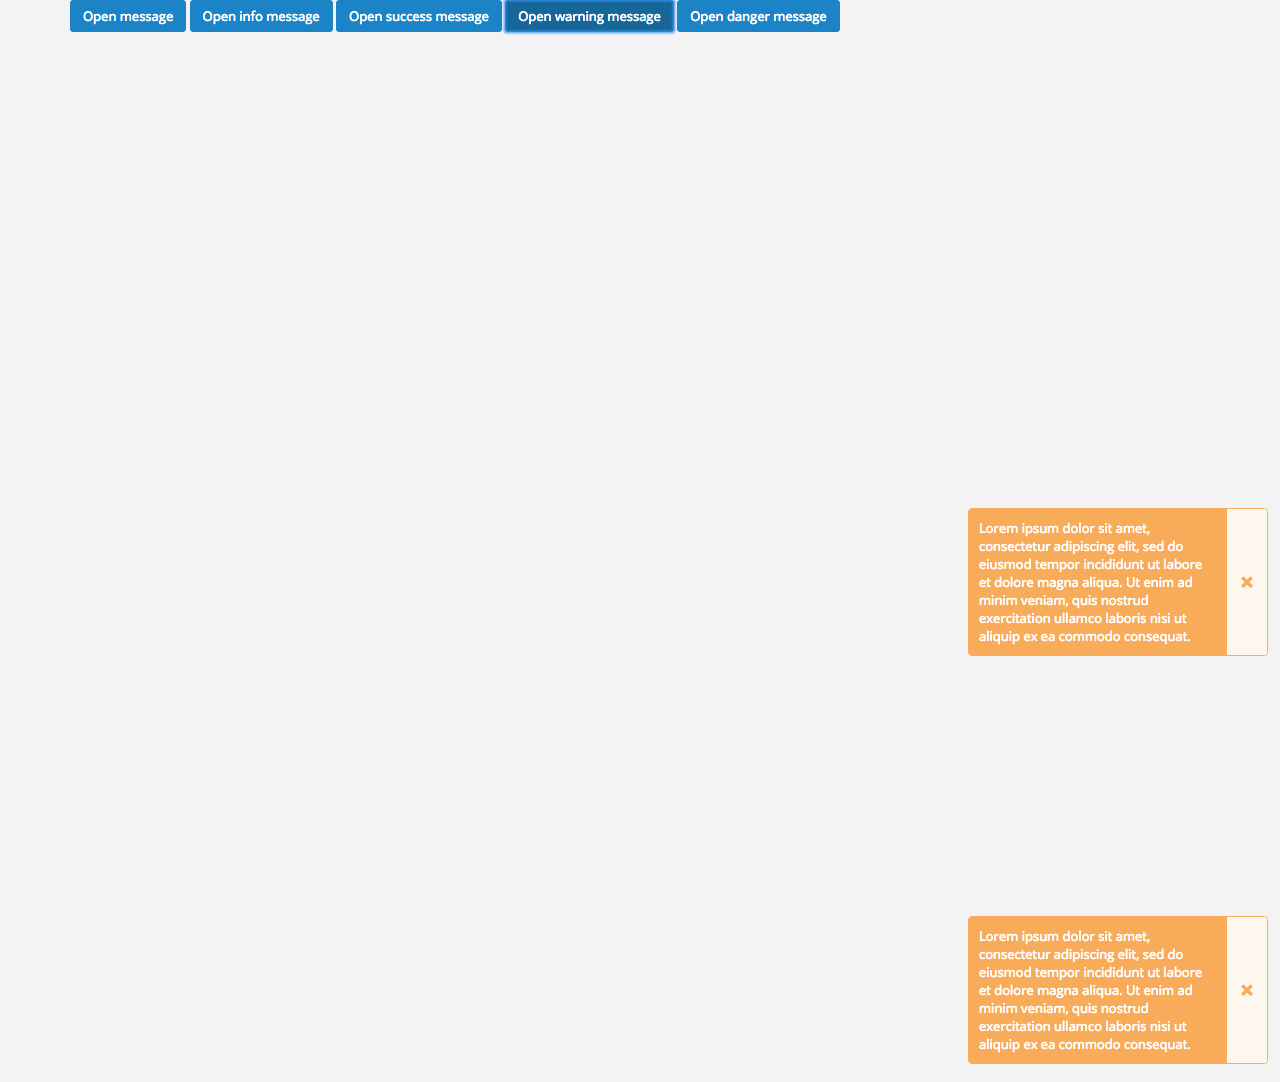 Open message Open info message Open success message Open warning message Open danger message
Lorem ipsum dolor sit amet,
consectetur adipiscing elit, sed do
eiusmod tempor incididunt ut labore
et dolore magna aliqua. Ut enim ad
minim veniam, quis nostrud
exercitation ullamco laboris nisi ut
aliquip ex ea commodo consequat.
Lorem ipsum dolor sit amet,
consectetur adipiscing elit, sed do
eiusmod tempor incididunt ut labore
et dolore magna aliqua. Ut enim ad
minim veniam, quis nostrud
exercitation ullamco laboris nisi ut
aliquip ex ea commodo consequat.